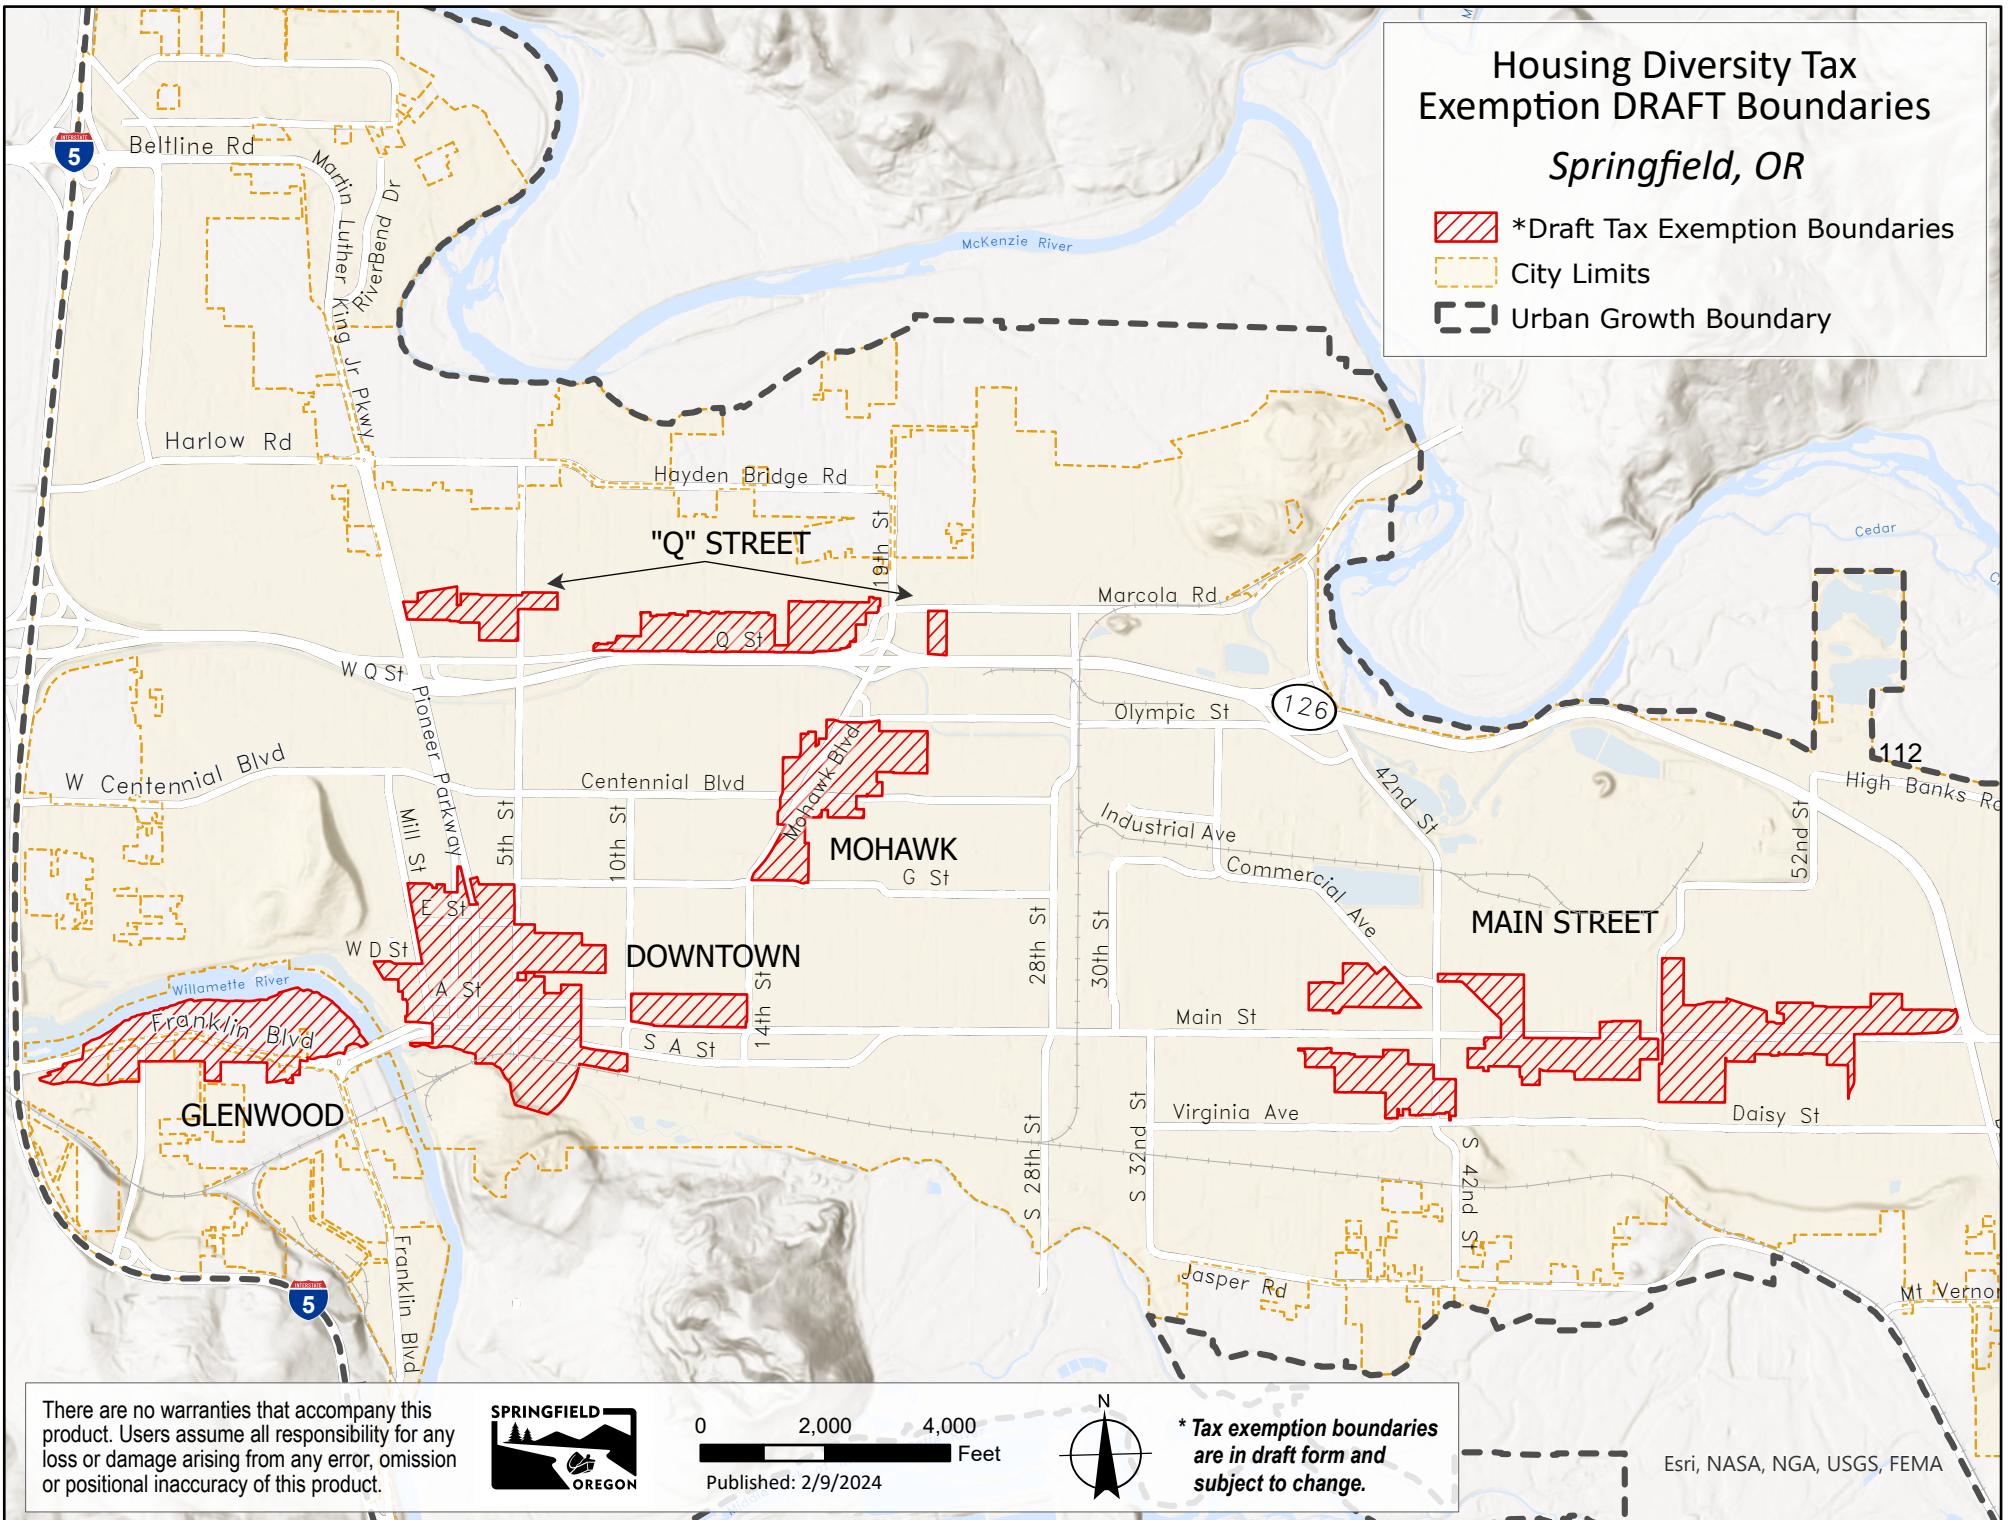 Housing Diversity Tax
Exemption DRAFT Boundaries
Springfield, OR
*Draft Tax Exemption Boundaries
City Limits
Urban Growth Boundary
INTERSTATE
5
Beltline Rd
Martin Luther King Jr Pkwy
RiverBend Dr
McKenzie River
Harlow Rd
Hayden Bridge Rd
"Q" STREET
19th St
Cedar
Marcola Rd
Q St
W Q St
Pioneer Parkway
126
Olympic St
112
High Banks Rd
W Centennial Blvd
Centennial Blvd
Mohawk Blvd
42nd St
52nd St
Mill St
5th St
10th St
Industrial Ave
MOHAWK
G St
Commercial Ave
E St
MAIN STREET
W D St
DOWNTOWN
28th St
30th St
14th St
Willamette River
A St
Franklin Blvd
Main St
S A St
GLENWOOD
Virginia Ave
Daisy St
S 28th St
S 32nd St
S 42nd St
Franklin Blvd
Jasper Rd
Mt Vernon
INTERSTATE
5
There are no warranties that accompany this
product. Users assume all responsibility for any
loss or damage arising from any error, omission
or positional inaccuracy of this product.
SPRINGFIELD
OREGON
0 2,000 4,000
Feet
Published: 2/9/2024
N
* Tax exemption boundaries
are in draft form and
subject to change.
Esri, NASA, NGA, USGS, FEMA